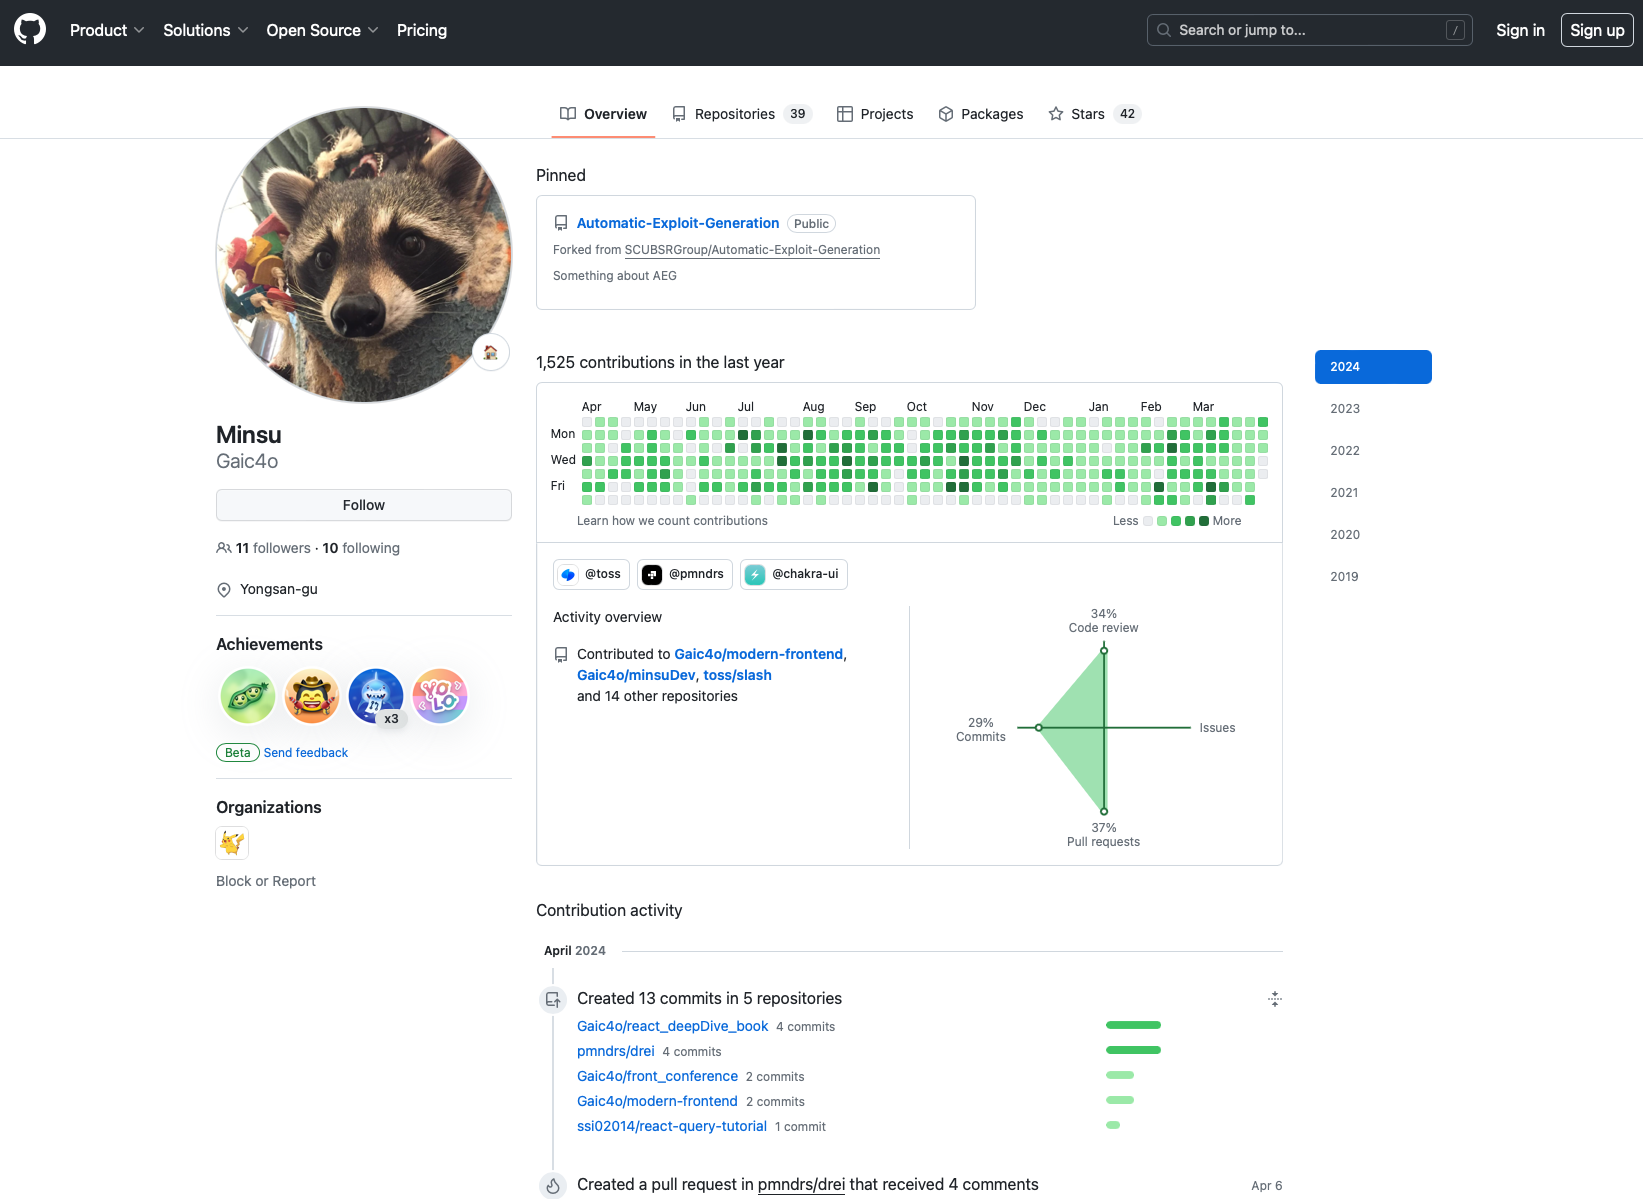 Product Solutions Open Source Pricing Search or jump to... / Sign in Sign up
Overview Repositories 39 Projects Packages Stars 42
Minsu
Gaic4o
Follow
11 followers · 10 following
Yongsan-gu
Achievements
YOLO
x3
Beta Send feedback
Organizations
Block or Report
Pinned
Automatic-Exploit-Generation Public
Forked from SCUBSRGroup/Automatic-Exploit-Generation
Something about AEG
1,525 contributions in the last year
Apr May Jun Jul Aug Sep Oct Nov Dec Jan Feb Mar
Mon
Wed
Fri
Learn how we count contributions Less More
2024
2023
2022
2021
2020
2019
@toss @pmndrs @chakra-ui
Activity overview
Contributed to Gaic4o/modern-frontend,
Gaic4o/minsuDev, toss/slash
and 14 other repositories
34%
Code review
29%
Commits
Issues
37%
Pull requests
Contribution activity
April 2024
Created 13 commits in 5 repositories
Gaic4o/react_deepDive_book 4 commits
pmndrs/drei 4 commits
Gaic4o/front_conference 2 commits
Gaic4o/modern-frontend 2 commits
ssi02014/react-query-tutorial 1 commit
Created a pull request in pmndrs/drei that received 4 comments Apr 6